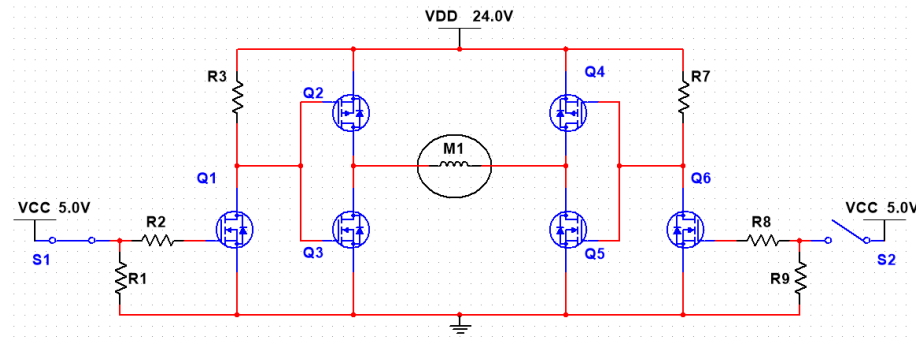 VDD 24.0V
R3
Q2
Q4
R7
M1
Q1
Q6
VCC 5.0V
R2
R8
VCC 5.0V
S1
R1
Q3
Q5
R9
S2